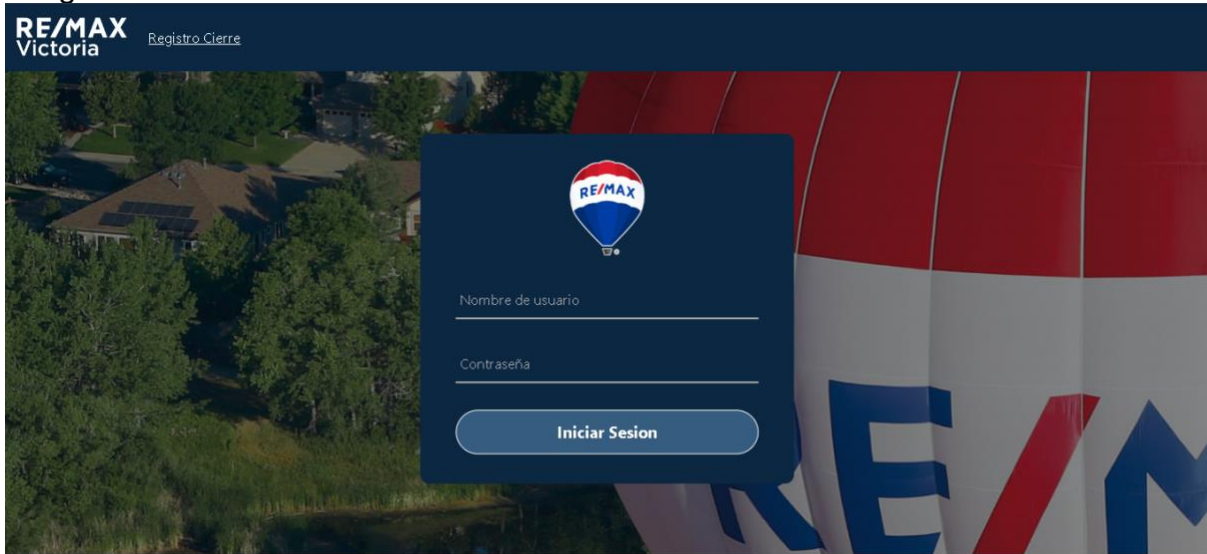 RE/MAX
Victoria
Registro Cierre
RE/MAX
Nombre de usuario
Contraseña
Iniciar Sesion
RE/M